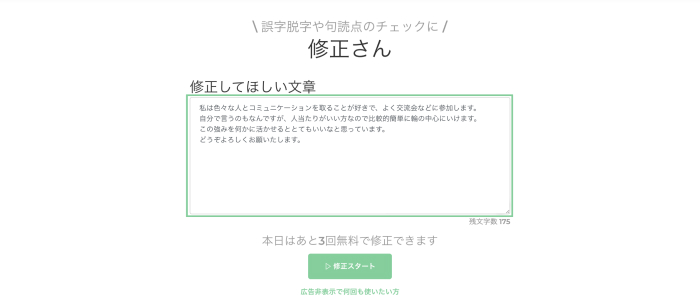 \ 誤字脱字や句読点のチェックに /
修正さん
修正してほしい文章
私は色々な人とコミュニケーションを取ることが好きで、よく交流会などに参加します。
自分で言うのもなんですが、人当たりがいい方なので比較的簡単に輪の中心にいけます。
この強みを何かに活かせるととてもいいなと思っています。
どうぞよろしくお願いたします。
残文字数 175
本日はあと3回無料で修正できます
▷ 修正スタート
広告非表示で何回も使いたい方